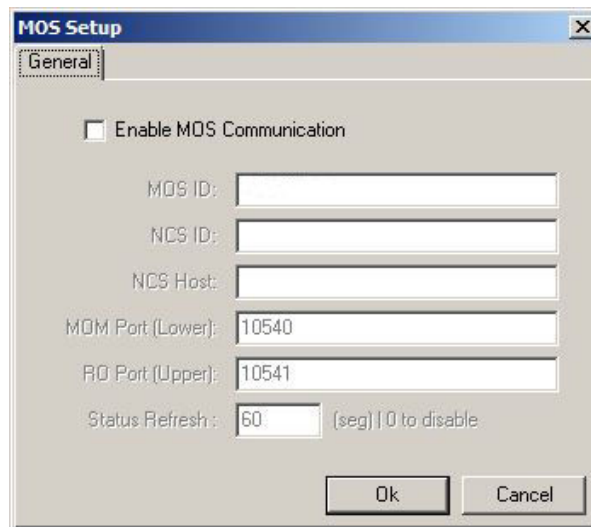 MOS Setup
General
Enable MOS Communication
MOS ID:
NCS ID:
NCS Host:
MOM Port (Lower): 10540
RO Port (Upper): 10541
Status Refresh : 60 (seg) | 0 to disable
Ok Cancel